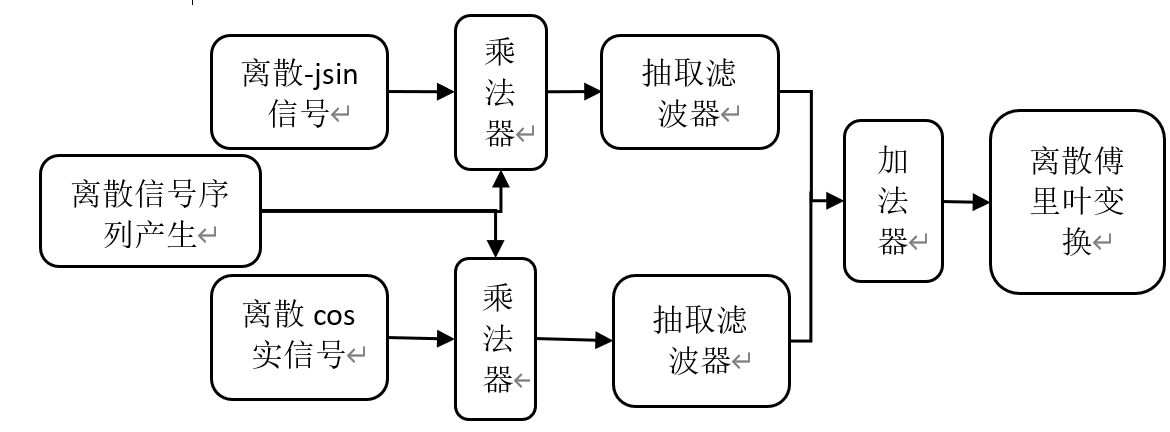 离散-jsin
信号↵
乘
法
器↵
抽取滤
波器↵
离散信号序
列产生↵
加
法
器↵
离散傅
里叶变
换↵
离散 cos
实信号↵
乘
法
器←
抽取滤
波器↵